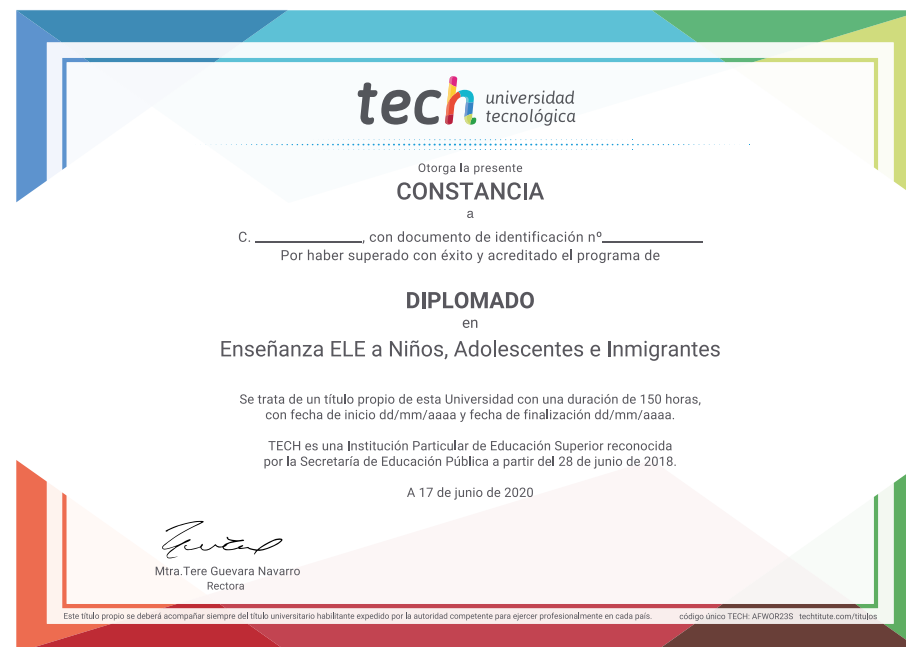 tech universidad
tecnológica
Otorga la presente
CONSTANCIA
a
C. ____________, con documento de identificación nº____________
Por haber superado con éxito y acreditado el programa de
DIPLOMADO
en
Enseñanza ELE a Niños, Adolescentes e Inmigrantes
Se trata de un título propio de esta Universidad con una duración de 150 horas,
con fecha de inicio dd/mm/aaaa y fecha de finalización dd/mm/aaaa.
TECH es una Institución Particular de Educación Superior reconocida
por la Secretaría de Educación Pública a partir del 28 de junio de 2018.
A 17 de junio de 2020
Mtra.Tere Guevara Navarro
Rectora
Este título propio se deberá acompañar siempre del título universitario habilitante expedido por la autoridad competente para ejercer profesionalmente en cada país. código único TECH: AFWOR23S techtitute.com/titulos